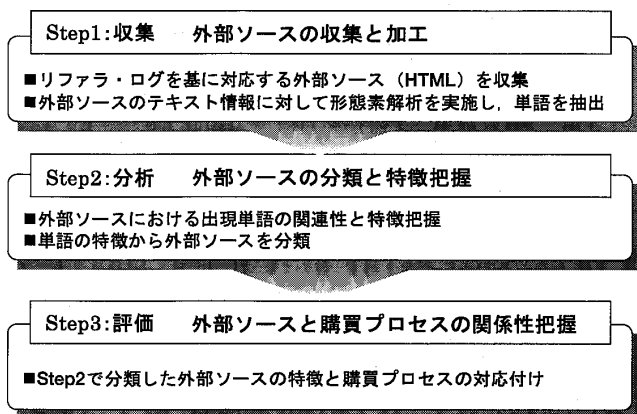 Step1:収集　外部ソースの収集と加工
■リファラ・ログを基に対応する外部ソース（HTML）を収集
■外部ソースのテキスト情報に対して形態素解析を実施し，単語を抽出
Step2:分析　外部ソースの分類と特徴把握
■外部ソースにおける出現単語の関連性と特徴把握
■単語の特徴から外部ソースを分類
Step3:評価　外部ソースと購買プロセスの関係性把握
■Step2で分類した外部ソースの特徴と購買プロセスの対応付け